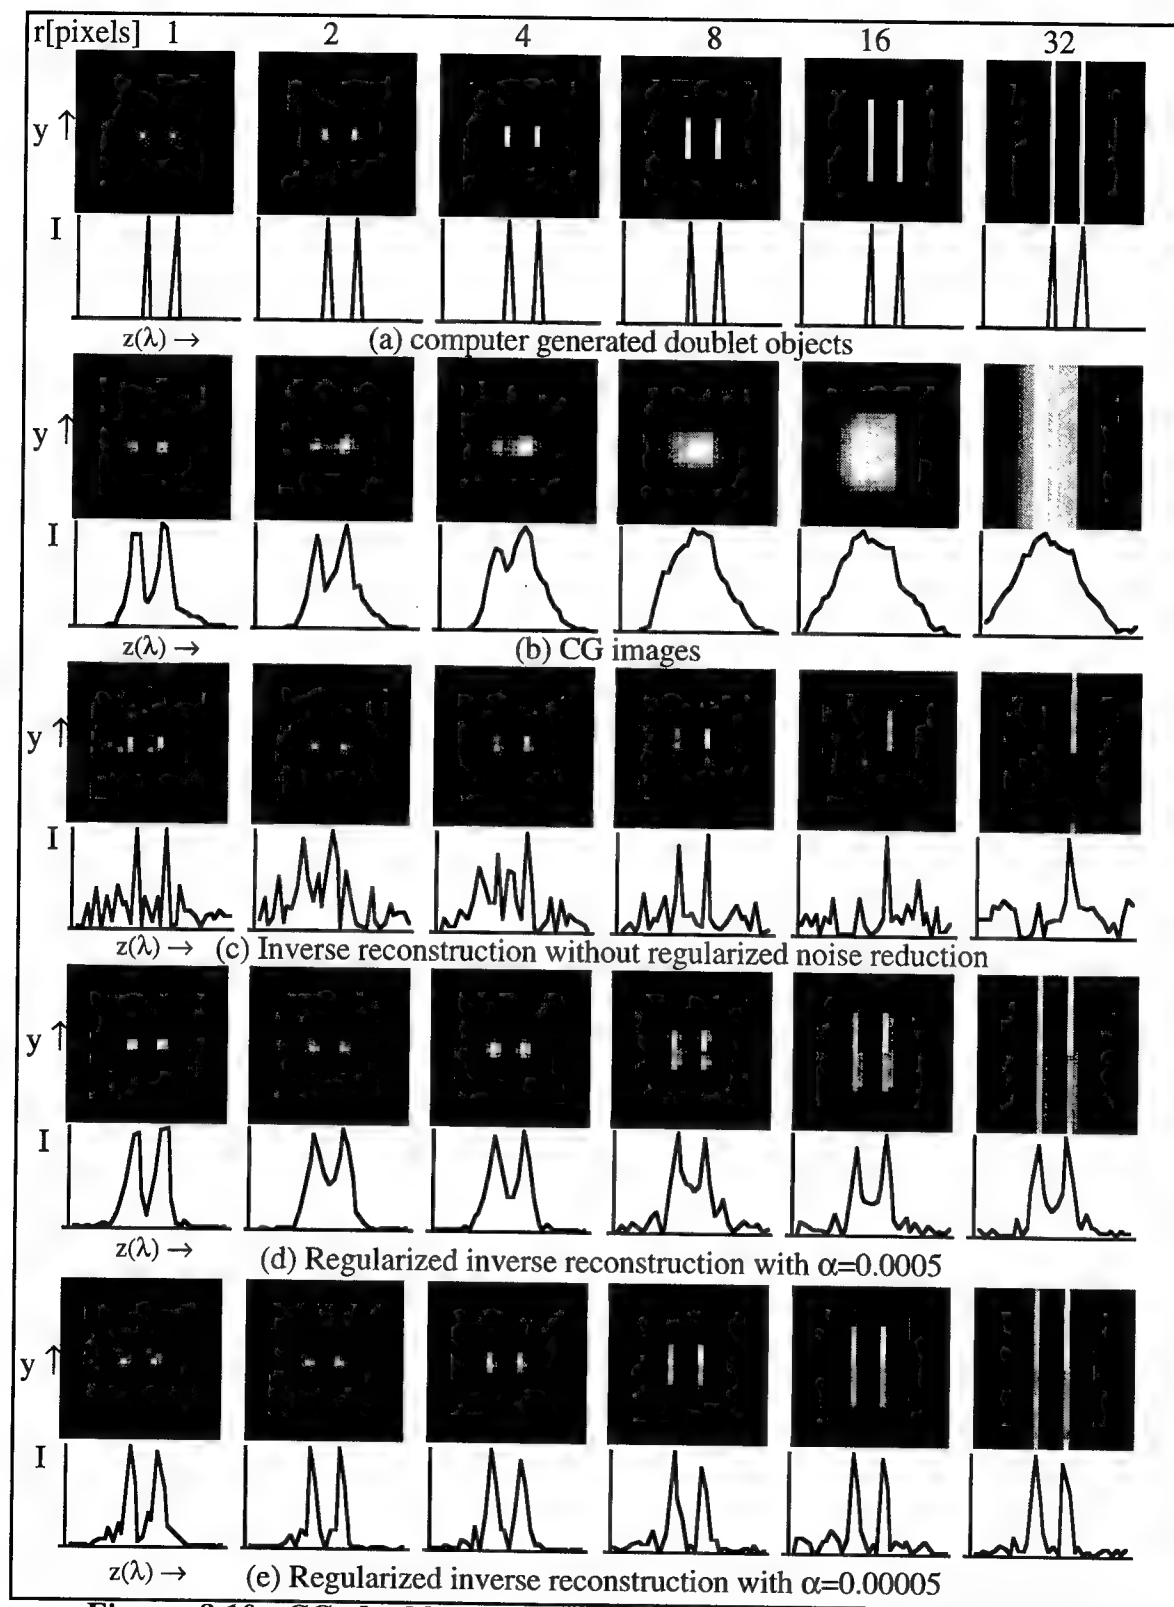 r[pixels] 1 2 4 8 16 32
y ↑
I
z(λ) →
(a) computer generated doublet objects
y ↑
I
z(λ) →
(b) CG images
y ↑
I
z(λ) →
(c) Inverse reconstruction without regularized noise reduction
y ↑
I
z(λ) →
(d) Regularized inverse reconstruction with α=0.0005
y ↑
I
z(λ) →
(e) Regularized inverse reconstruction with α=0.00005